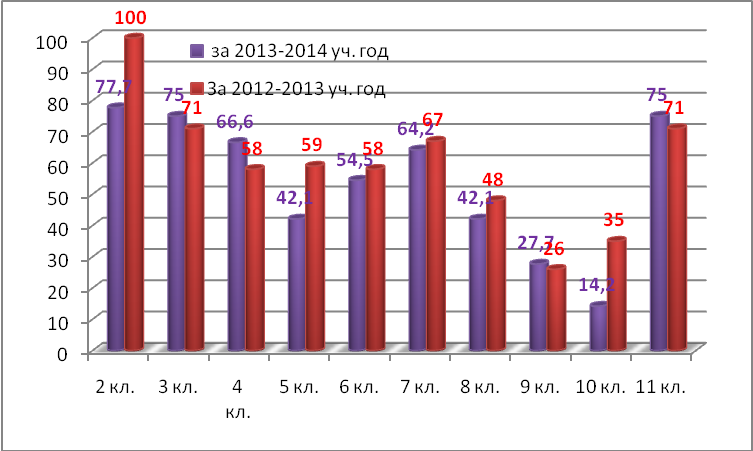 100
за 2013-2014 уч. год
За 2012-2013 уч. год
100
90
80
70
60
50
40
30
20
10
0
77,7
75
71
66,6
58
42,1
59
54,5
58
64,2
67
42,1
48
27,7
26
14,2
35
75
71
2 кл.
3 кл.
4
кл.
5 кл.
6 кл.
7 кл.
8 кл.
9 кл.
10 кл.
11 кл.